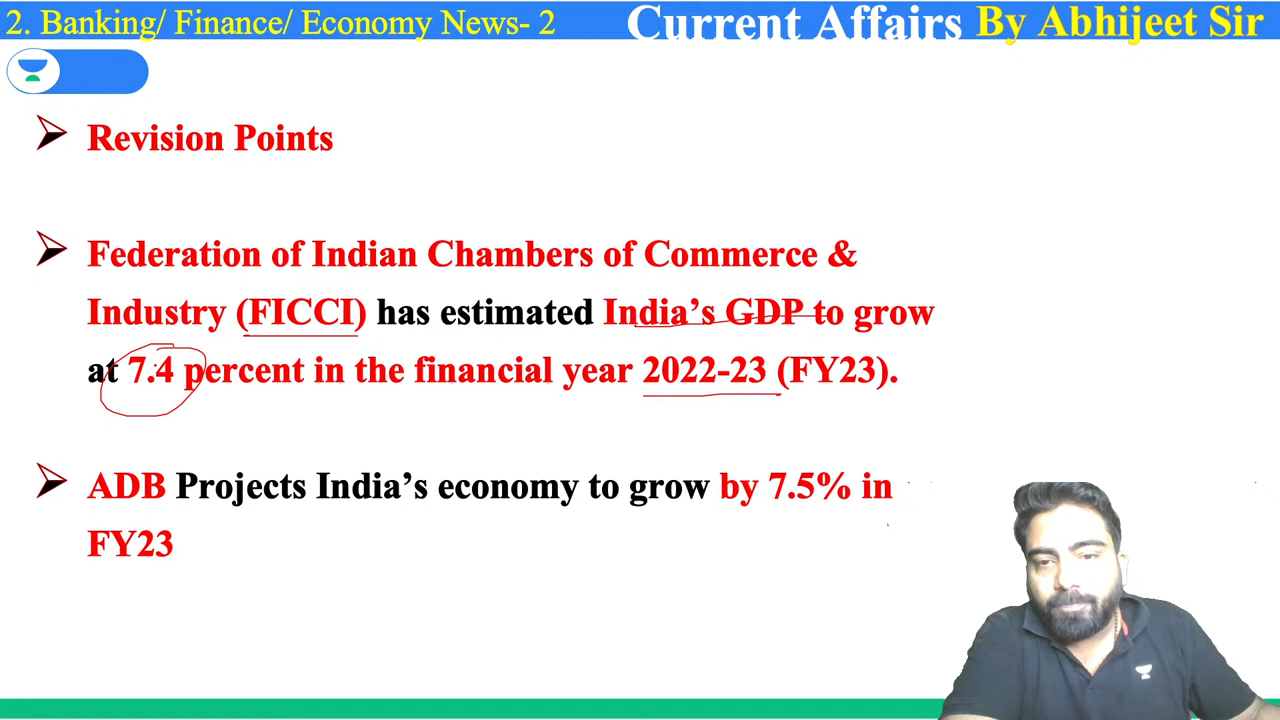 2. Banking/ Finance/ Economy News- 2
Current Affairs By Abhijeet Sir
Revision Points
Federation of Indian Chambers of Commerce &
Industry (FICCI) has estimated India’s GDP to grow
at 7.4 percent in the financial year 2022-23 (FY23).
ADB Projects India’s economy to grow by 7.5% in
FY23